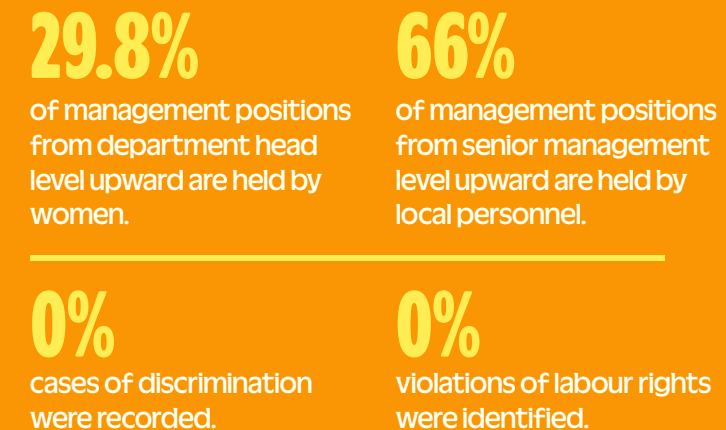 29.8%
of management positions
from department head
level upward are held by
women.
66%
of management positions
from senior management
level upward are held by
local personnel.
0%
cases of discrimination
were recorded.
0%
violations of labour rights
were identified.